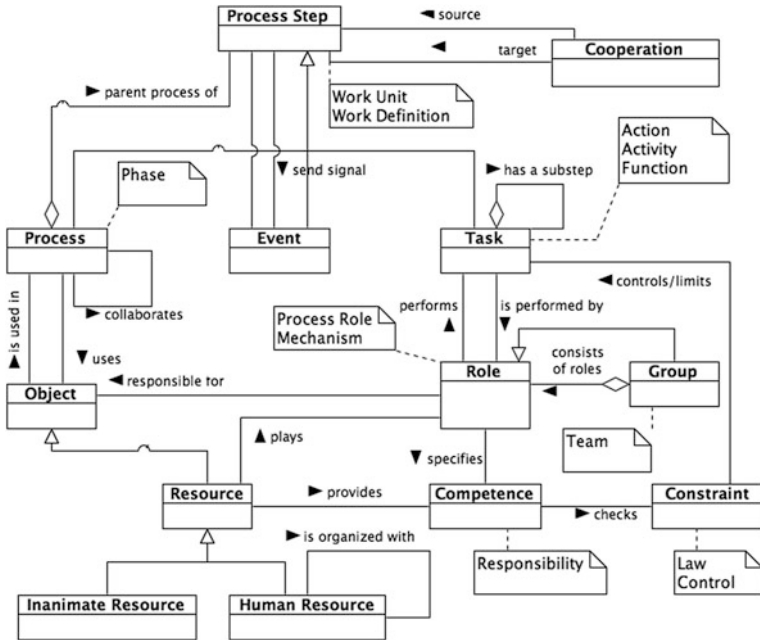 Process Step
◄ source
◄ target
Cooperation
► parent process of
Work Unit
Work Definition
Action
Activity
Function
Phase
▼ send signal
► has a substep
Process
Event
Task
◄ controls/limits
► collaborates
performs ▲
is performed by ▼
Process Role
Mechanism
► is used in
▼ uses
consists
of roles ◄
Role
Group
Object
◄ responsible for
▲ plays
▼ specifies
Team
Resource
► provides
Competence
► checks
Constraint
► is organized with
Responsibility
Law
Control
Inanimate Resource
Human Resource